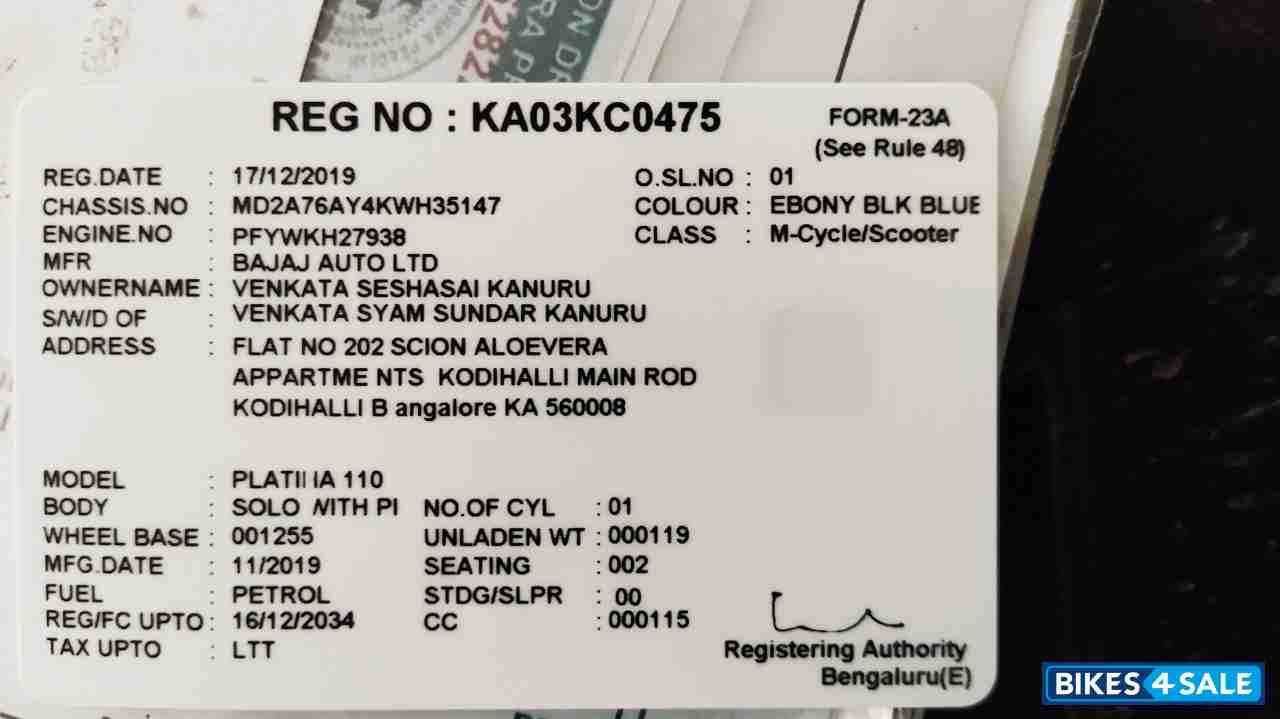 REG NO : KA03KC0475
FORM-23A
(See Rule 48)
REG.DATE : 17/12/2019 O.SL.NO : 01
CHASSIS.NO : MD2A76AY4KWH35147 COLOUR : EBONY BLK BLUE
ENGINE.NO : PFYWKH27938 CLASS : M-Cycle/Scooter
MFR : BAJAJ AUTO LTD
OWNERNAME : VENKATA SESHASAI KANURU
S/W/D OF : VENKATA SYAM SUNDAR KANURU
ADDRESS : FLAT NO 202 SCION ALOEVERA
APPARTME NTS KODIHALLI MAIN ROD
KODIHALLI B angalore KA 560008
MODEL : PLATINA 110
BODY : SOLO WITH PI NO.OF CYL : 01
WHEEL BASE : 001255 UNLADEN WT : 000119
MFG.DATE : 11/2019 SEATING : 002
FUEL : PETROL STDG/SLPR : 00
REG/FC UPTO : 16/12/2034 CC : 000115
TAX UPTO : LTT
Registering Authority
Bengaluru(E)
BIKES4SALE